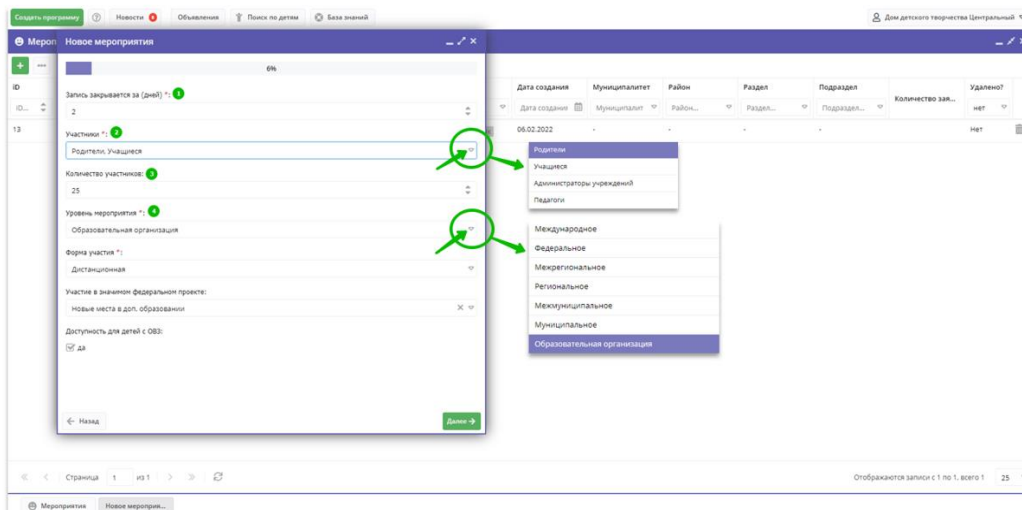 Создать программу
Новости
Объявления
Поиск по детям
База знаний
Дом детского творчества Центральный
Мероп
Новое мероприятие
6%
Запись закрывается за (дней) *: 1
2
Участники *: 2
Родители, Учащиеся
Количество участников: 3
25
Уровень мероприятия *: 4
Образовательная организация
Форма участия *:
Дистанционная
Участие в значимом федеральном проекте:
Новые места в доп. образовании
Доступность для детей с ОВЗ:
да
Назад
Далее
ID
ID...
13
Дата создания
Муниципалитет
Район
Раздел
Подраздел
Количество зая...
Удалено?
Дата создания
Муниципалит
Район...
Раздел...
Подраздел...
нет
06.02.2022
-
-
-
-
Нет
Родители
Учащиеся
Администраторы учреждений
Педагоги
Международное
Федеральное
Межрегиональное
Региональное
Межмуниципальное
Муниципальное
Образовательная организация
Страница 1 из 1
Отображаются записи с 1 по 1, всего 1
25
Мероприятия
Новое мероприя...